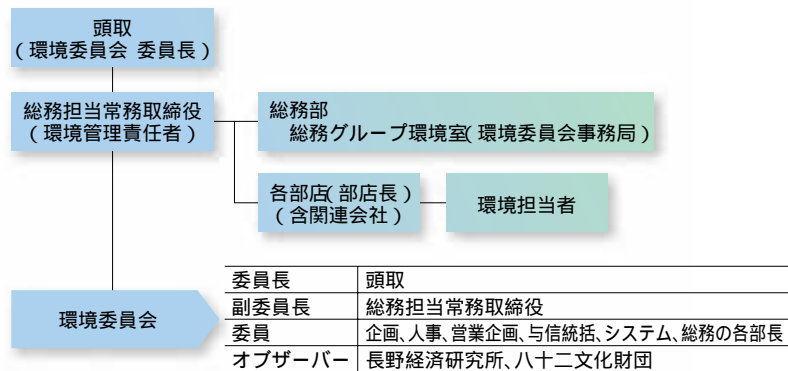 頭取
(環境委員会 委員長)
総務担当常務取締役
(環境管理責任者)
総務部
総務グループ環境室(環境委員会事務局)
各部店(部店長)
(含関連会社)
環境担当者
環境委員会
委員長 頭取
副委員長 総務担当常務取締役
委員 企画、人事、営業企画、与信統括、システム、総務の各部長
オブザーバー 長野経済研究所、八十二文化財団